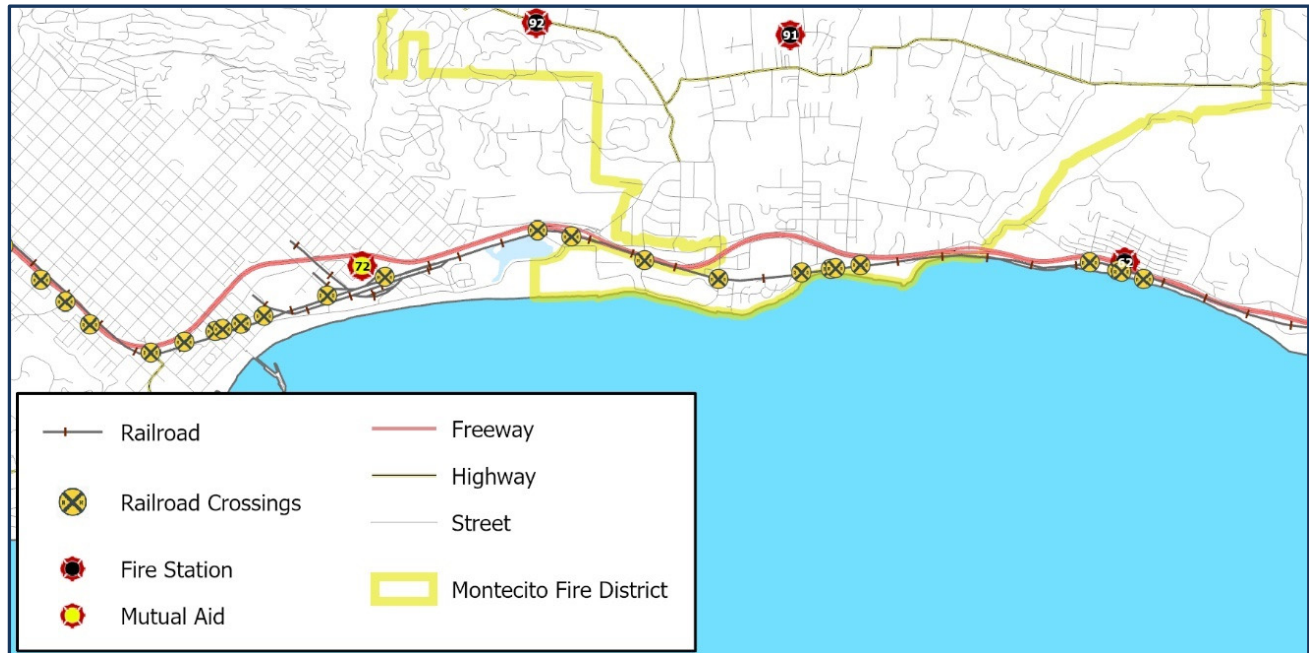 92
91
72
Railroad
Railroad Crossings
Fire Station
Mutual Aid
Freeway
Highway
Street
Montecito Fire District